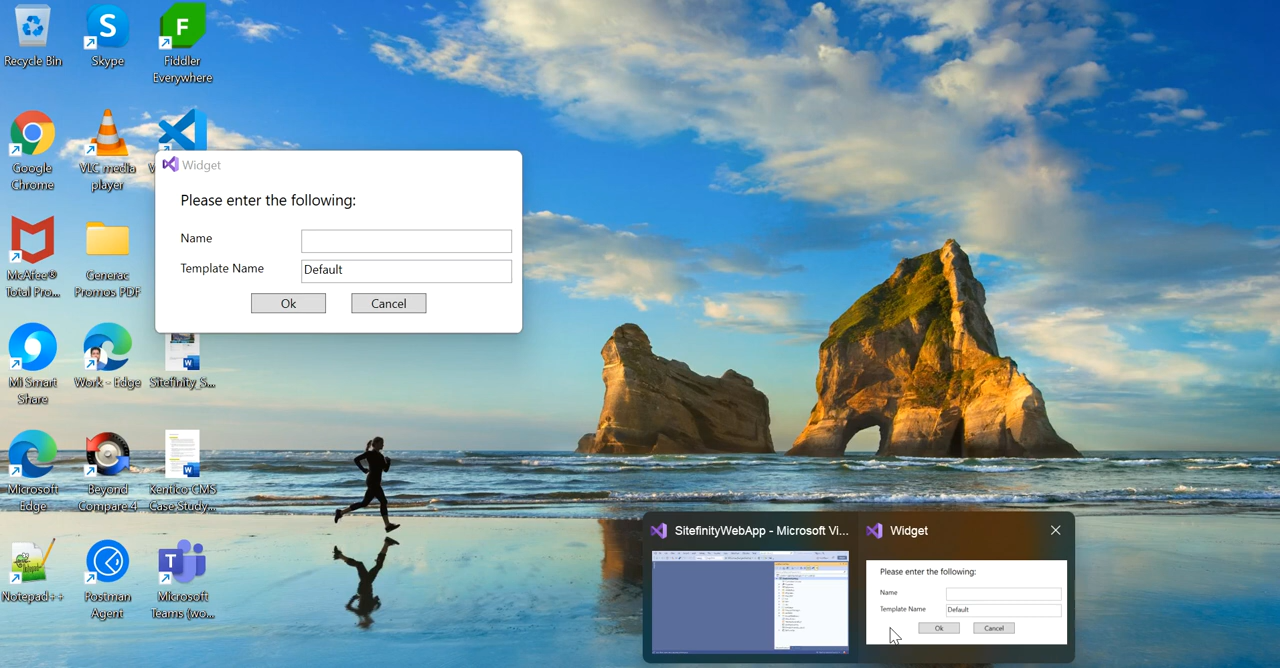 Recycle Bin
Skype
Fiddler
Everywhere
Google
Chrome
VLC media
player
V
Widget
Please enter the following:
Name
Template Name
Default
Ok
Cancel
McAfee®
Total Pro...
Generac
Promos PDF
Mi Smart
Share
Work - Edge
Sitefinity_S...
Microsoft
Edge
Beyond
Compare 4
Kentico CMS
Case Study...
Notepad++
Postman
Agent
Microsoft
Teams (wo...
SitefinityWebApp - Microsoft Vi...
Widget
Please enter the following:
Name
Template Name
Default
Ok
Cancel